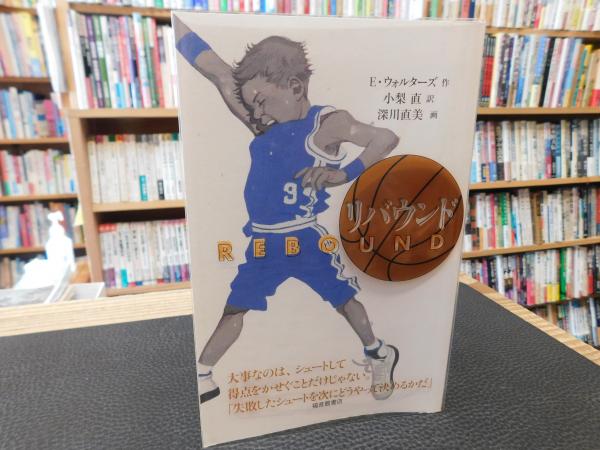 E・ウォルターズ 作
小梨 直 訳
深川直美 画
9
リバウンド
REBOUND
大事なのは、シュートして
得点をかせぐことだけじゃない。
「失敗したシュートを次にどうやって決めるかだ」
福音館書店